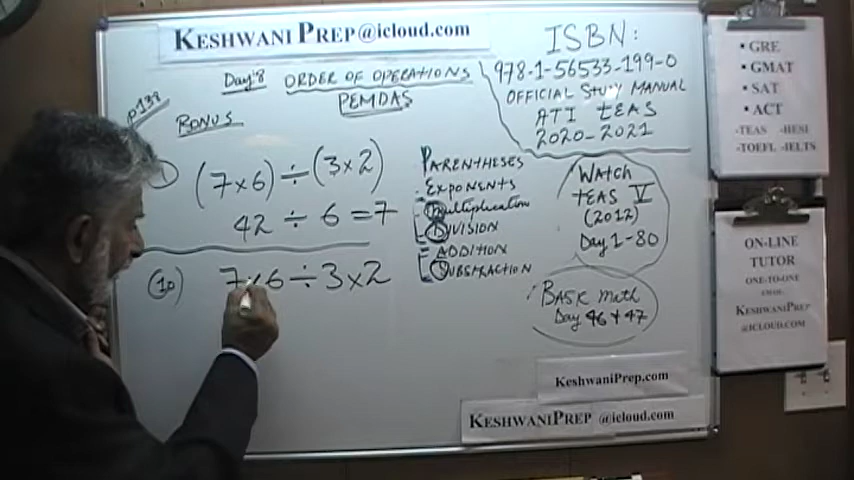 KESHWANI PREP@icloud.com
Day 8 ORDER OF OPERATIONS
PEMDAS
p 138
BONUS
(7×6) ÷ (3×2)
42 ÷ 6 = 7
10) 7×6÷3×2
PARENTHESES
EXPONENTS
Multiplication
DIVISION
ADDITION
SUBSTRACTION
ISBN:
978-1-56533-199-0
OFFICIAL Study MANUAL
ATI TEAS
2020-2021
WATCH
TEAS V
(2012)
Day 1-80
BASIC Math
Day 46 + 47
KESHWANIPREP.com
KESHWANIPREP @icloud.com
• GRE
• GMAT
• SAT
• ACT
-TEAS -HESI
-TOEFL -IELTS
ON-LINE
TUTOR
ONE-TO-ONE
KESHWANIPREP
@ICLOUD.COM